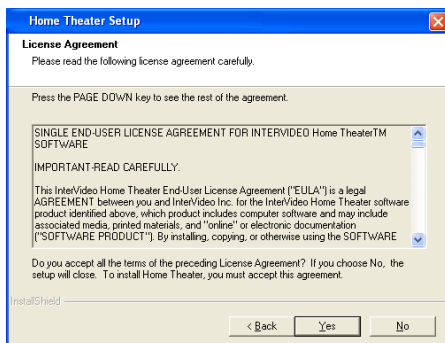 Home Theater Setup
License Agreement
Please read the following license agreement carefully.
Press the PAGE DOWN key to see the rest of the agreement.
SINGLE END-USER LICENSE AGREEMENT FOR INTERVIDEO Home TheaterTM
SOFTWARE
IMPORTANT-READ CAREFULLY.
This InterVideo Home Theater End-User License Agreement ("EULA") is a legal
AGREEMENT between you and InterVideo Inc. for the InterVideo Home Theater software
product identified above, which product includes computer software and may include
associated media, printed materials, and "online" or electronic documentation
("SOFTWARE PRODUCT"). By installing, copying, or otherwise using the SOFTWARE
Do you accept all the terms of the preceding License Agreement? If you choose No, the
setup will close. To install Home Theater, you must accept this agreement.
InstallShield
< Back Yes No